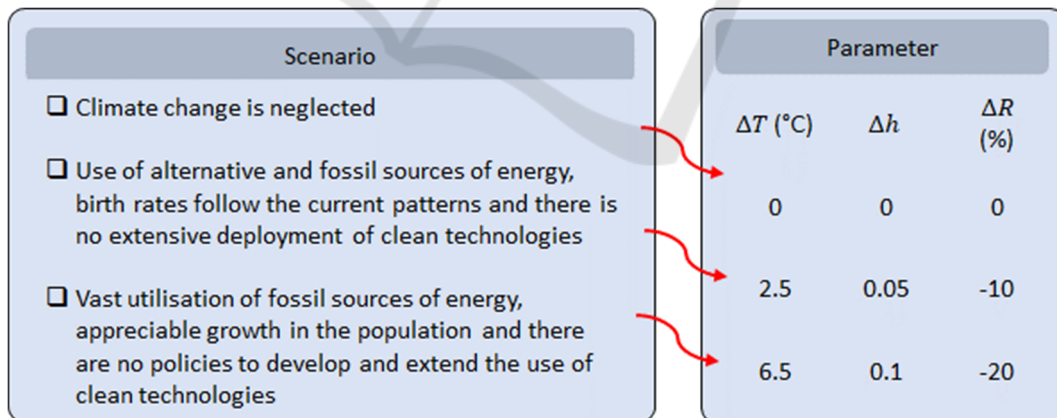 Scenario
Climate change is neglected
Use of alternative and fossil sources of energy,
birth rates follow the current patterns and there is
no extensive deployment of clean technologies
Vast utilisation of fossil sources of energy,
appreciable growth in the population and there
are no policies to develop and extend the use of
clean technologies
Parameter
ΔT (°C) Δh ΔR (%)
0 0 0
2.5 0.05 -10
6.5 0.1 -20